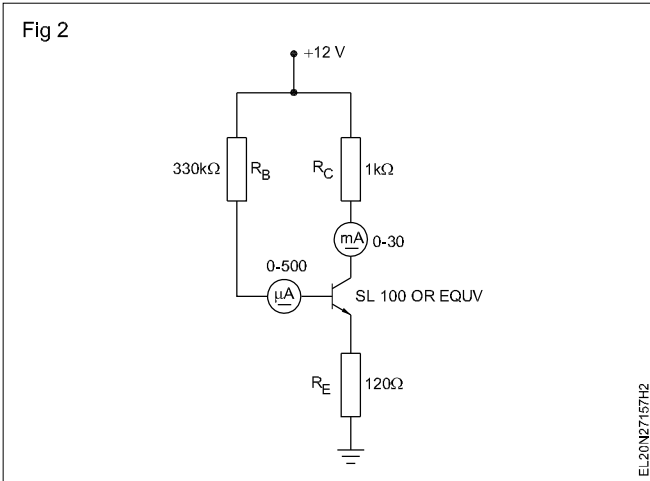 Fig 2
+12 V
330kΩ
R_B
R_C
1kΩ
mA
0-30
0-500
µA
SL 100 OR EQUV
R_E
120Ω
EL20N27157H2